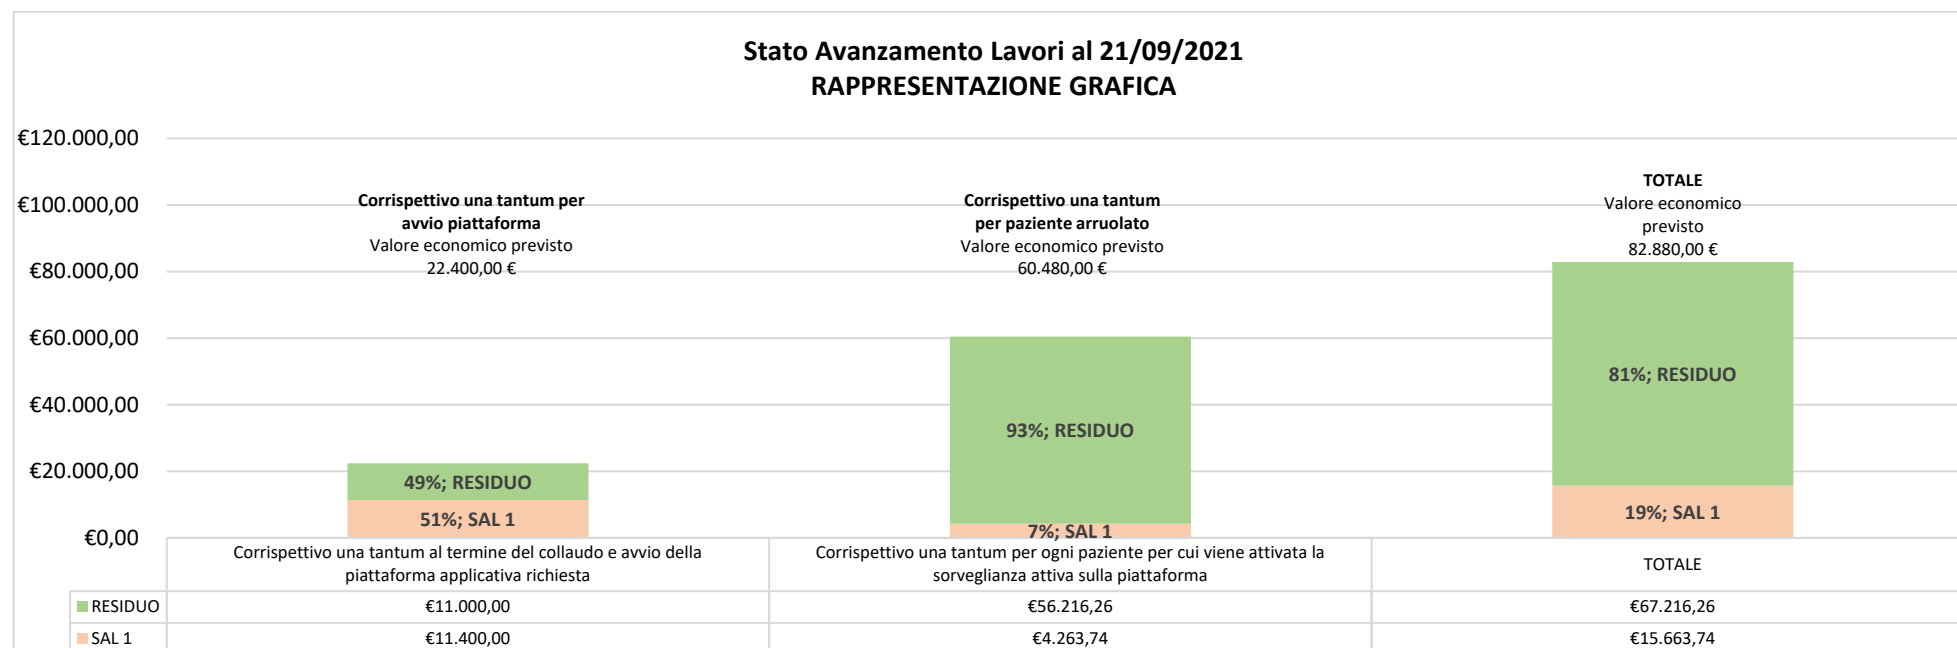 Stato Avanzamento Lavori al 21/09/2021
RAPPRESENTAZIONE GRAFICA
€120.000,00
€100.000,00
€80.000,00
€60.000,00
€40.000,00
€20.000,00
€0,00
Corrispettivo una tantum per
avvio piattaforma
Valore economico previsto
22.400,00 €
Corrispettivo una tantum
per paziente arruolato
Valore economico previsto
60.480,00 €
TOTALE
Valore economico
previsto
82.880,00 €
49%; RESIDUO
51%; SAL 1
93%; RESIDUO
7%; SAL 1
81%; RESIDUO
19%; SAL 1
Corrispettivo una tantum al termine del collaudo e avvio della
piattaforma applicativa richiesta
Corrispettivo una tantum per ogni paziente per cui viene attivata la
sorveglianza attiva sulla piattaforma
TOTALE
RESIDUO €11.000,00 €56.216,26 €67.216,26
SAL 1 €11.400,00 €4.263,74 €15.663,74